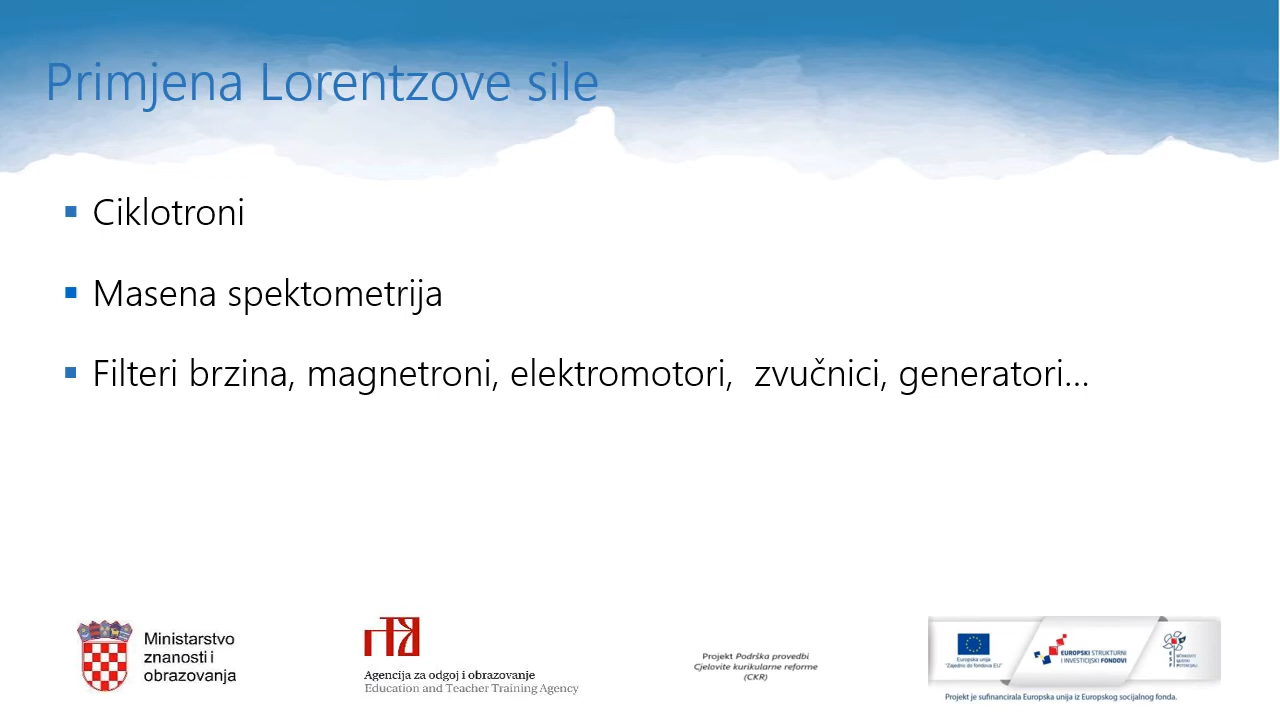 Primjena Lorentzove sile
Ciklotroni
Masena spektometrija
Filteri brzina, magnetroni, elektromotori, zvučnici, generatori...
Ministarstvo
znanosti i
obrazovanja
Agencija za odgoj i obrazovanje
Education and Teacher Training Agency
Projekt Podrška provedbi
Cjelovite kurikularne reforme
(CKR)
Europska unija
"Zajedno do fondova EU"
EUROPSKI STRUKTURNI
I INVESTICIJSKI FONDOVI
Projekt je sufinancirala Europska unija iz Europskog socijalnog fonda.